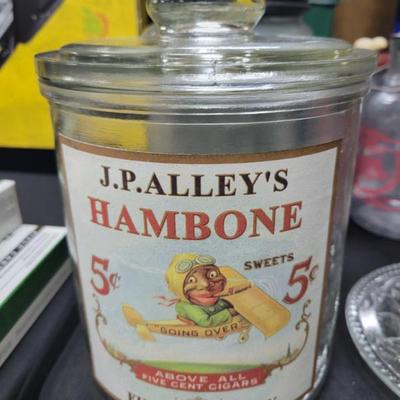 J.P.ALLEY'S
HAMBONE
SWEETS
5¢ 5¢
"GOING OVER"
ABOVE ALL
FIVE CENT CIGARS